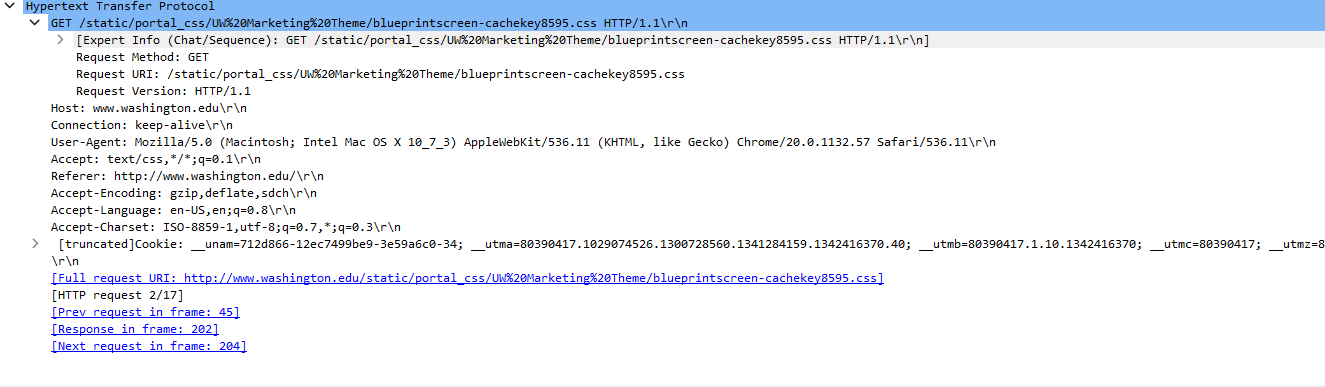 Hypertext Transfer Protocol
GET /static/portal_css/UW%20Marketing%20Theme/blueprintscreen-cachekey8595.css HTTP/1.1\r\n
[Expert Info (Chat/Sequence): GET /static/portal_css/UW%20Marketing%20Theme/blueprintscreen-cachekey8595.css HTTP/1.1\r\n]
Request Method: GET
Request URI: /static/portal_css/UW%20Marketing%20Theme/blueprintscreen-cachekey8595.css
Request Version: HTTP/1.1
Host: www.washington.edu\r\n
Connection: keep-alive\r\n
User-Agent: Mozilla/5.0 (Macintosh; Intel Mac OS X 10_7_3) AppleWebKit/536.11 (KHTML, like Gecko) Chrome/20.0.1132.57 Safari/536.11\r\n
Accept: text/css,*/*;q=0.1\r\n
Referer: http://www.washington.edu/\r\n
Accept-Encoding: gzip,deflate,sdch\r\n
Accept-Language: en-US,en;q=0.8\r\n
Accept-Charset: ISO-8859-1,utf-8;q=0.7,*;q=0.3\r\n
[truncated]Cookie: __unam=712d866-12ec7499be9-3e59a6c0-34; __utma=80390417.1029074526.1300728560.1341284159.1342416370.40; __utmb=80390417.1.10.1342416370; __utmc=80390417; __utmz=8
\r\n
[Full request URI: http://www.washington.edu/static/portal_css/UW%20Marketing%20Theme/blueprintscreen-cachekey8595.css]
[HTTP request 2/17]
[Prev request in frame: 45]
[Response in frame: 202]
[Next request in frame: 204]